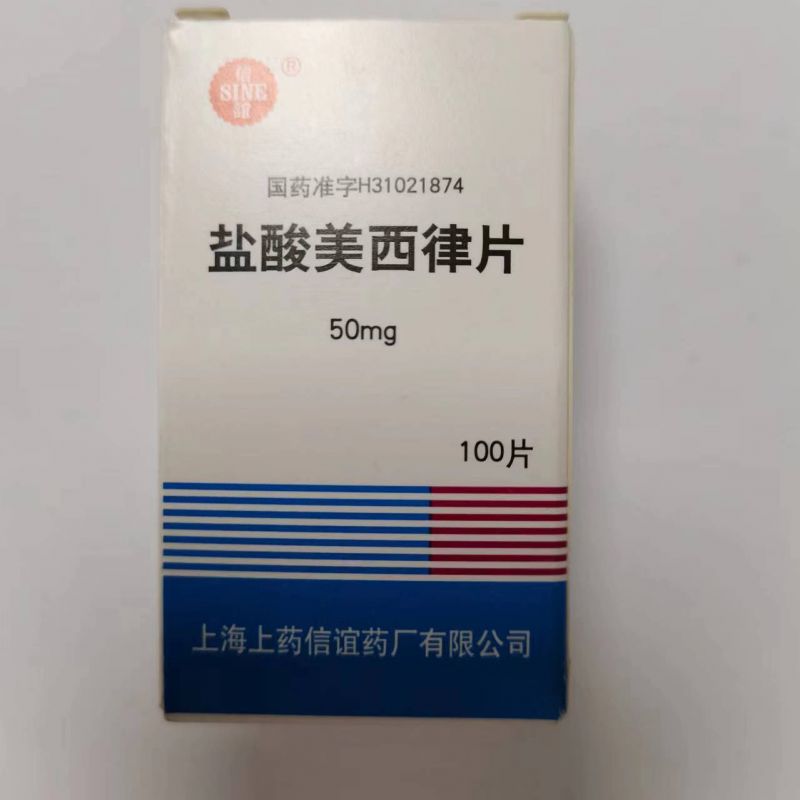 信
SINE
誼
®
国药准字H31021874
盐酸美西律片
50mg
100片
上海上药信谊药厂有限公司